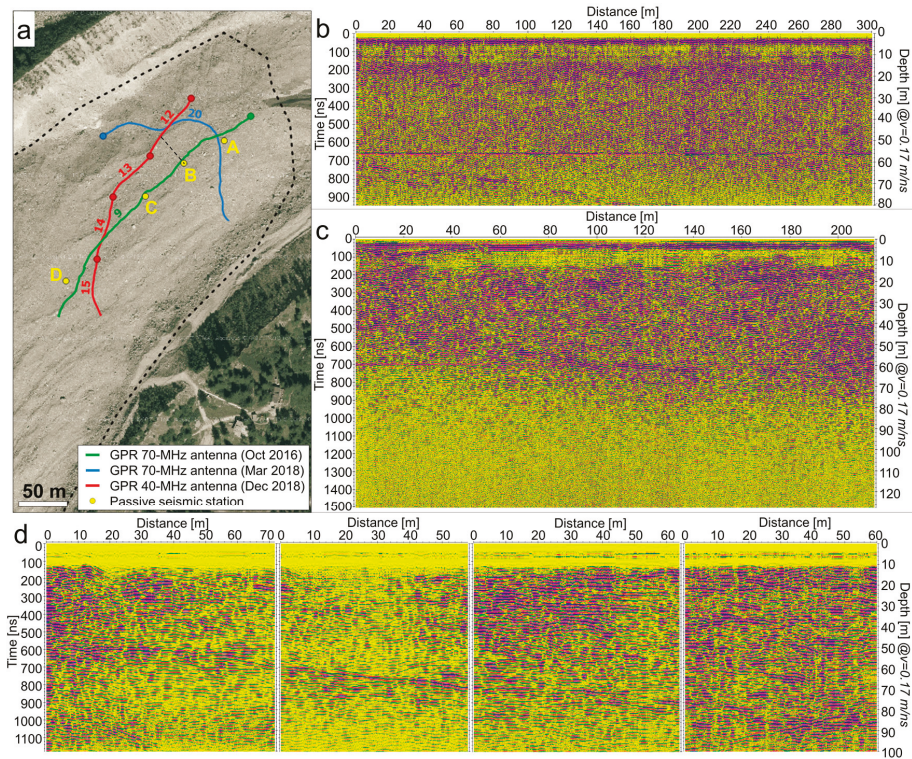 a
12
20
13
A
B
9
C
14
D
15
GPR 70-MHz antenna (Oct 2016)
GPR 70-MHz antenna (Mar 2018)
GPR 40-MHz antenna (Dec 2018)
Passive seismic station
50 m
b
Distance [m]
0 20 40 60 80 100 120 140 160 180 200 220 240 260 280 300
Time [ns]
0
100
200
300
400
500
600
700
800
900
Depth [m] @v=0.17 m/ns
0
10
20
30
40
50
60
70
80
c
Distance [m]
0 20 40 60 80 100 120 140 160 180 200
Time [ns]
0
100
200
300
400
500
600
700
800
900
1000
1100
1200
1300
1400
1500
Depth [m] @v=0.17 m/ns
0
10
20
30
40
50
60
70
80
90
100
110
120
d
Distance [m]
0 10 20 30 40 50 60 70
Distance [m]
0 10 20 30 40 50
Distance [m]
0 10 20 30 40 50 60
Distance [m]
0 10 20 30 40 50 60
Time [ns]
0
100
200
300
400
500
600
700
800
900
1000
1100
Depth [m] @v=0.17 m/ns
0
10
20
30
40
50
60
70
80
90
100